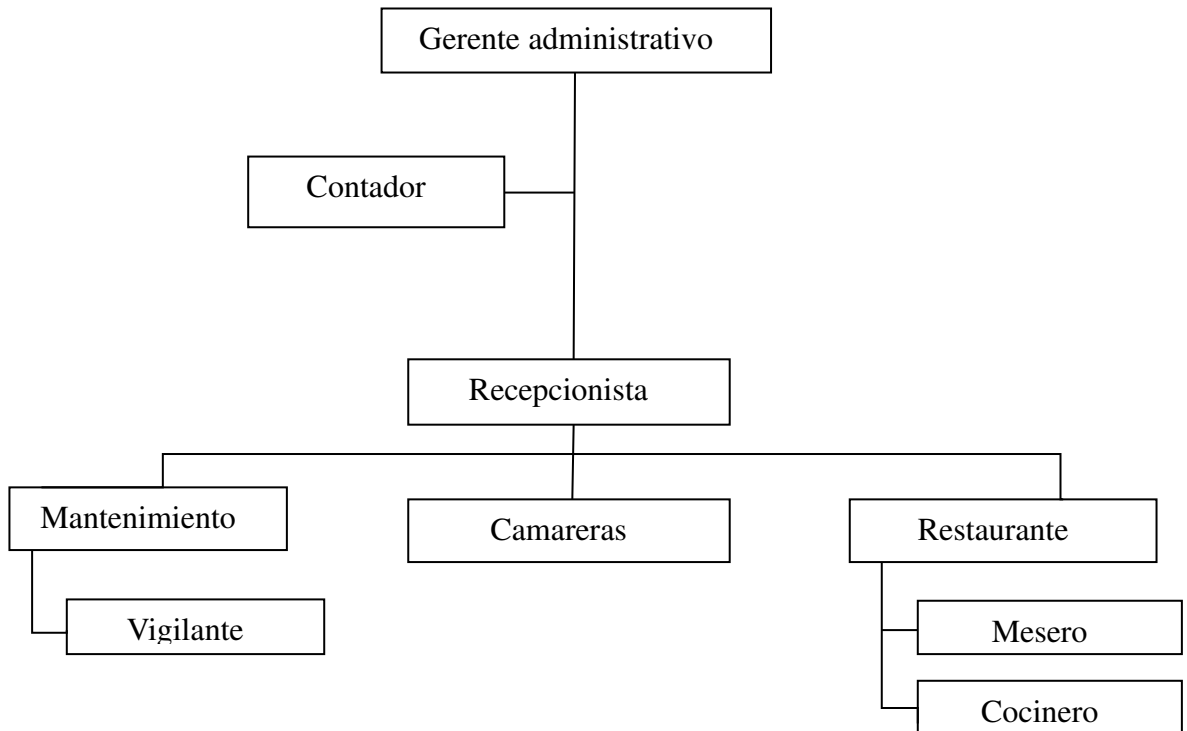 Gerente administrativo
Contador
Recepcionista
Mantenimiento
Camareras
Restaurante
Vigilante
Mesero
Cocinero